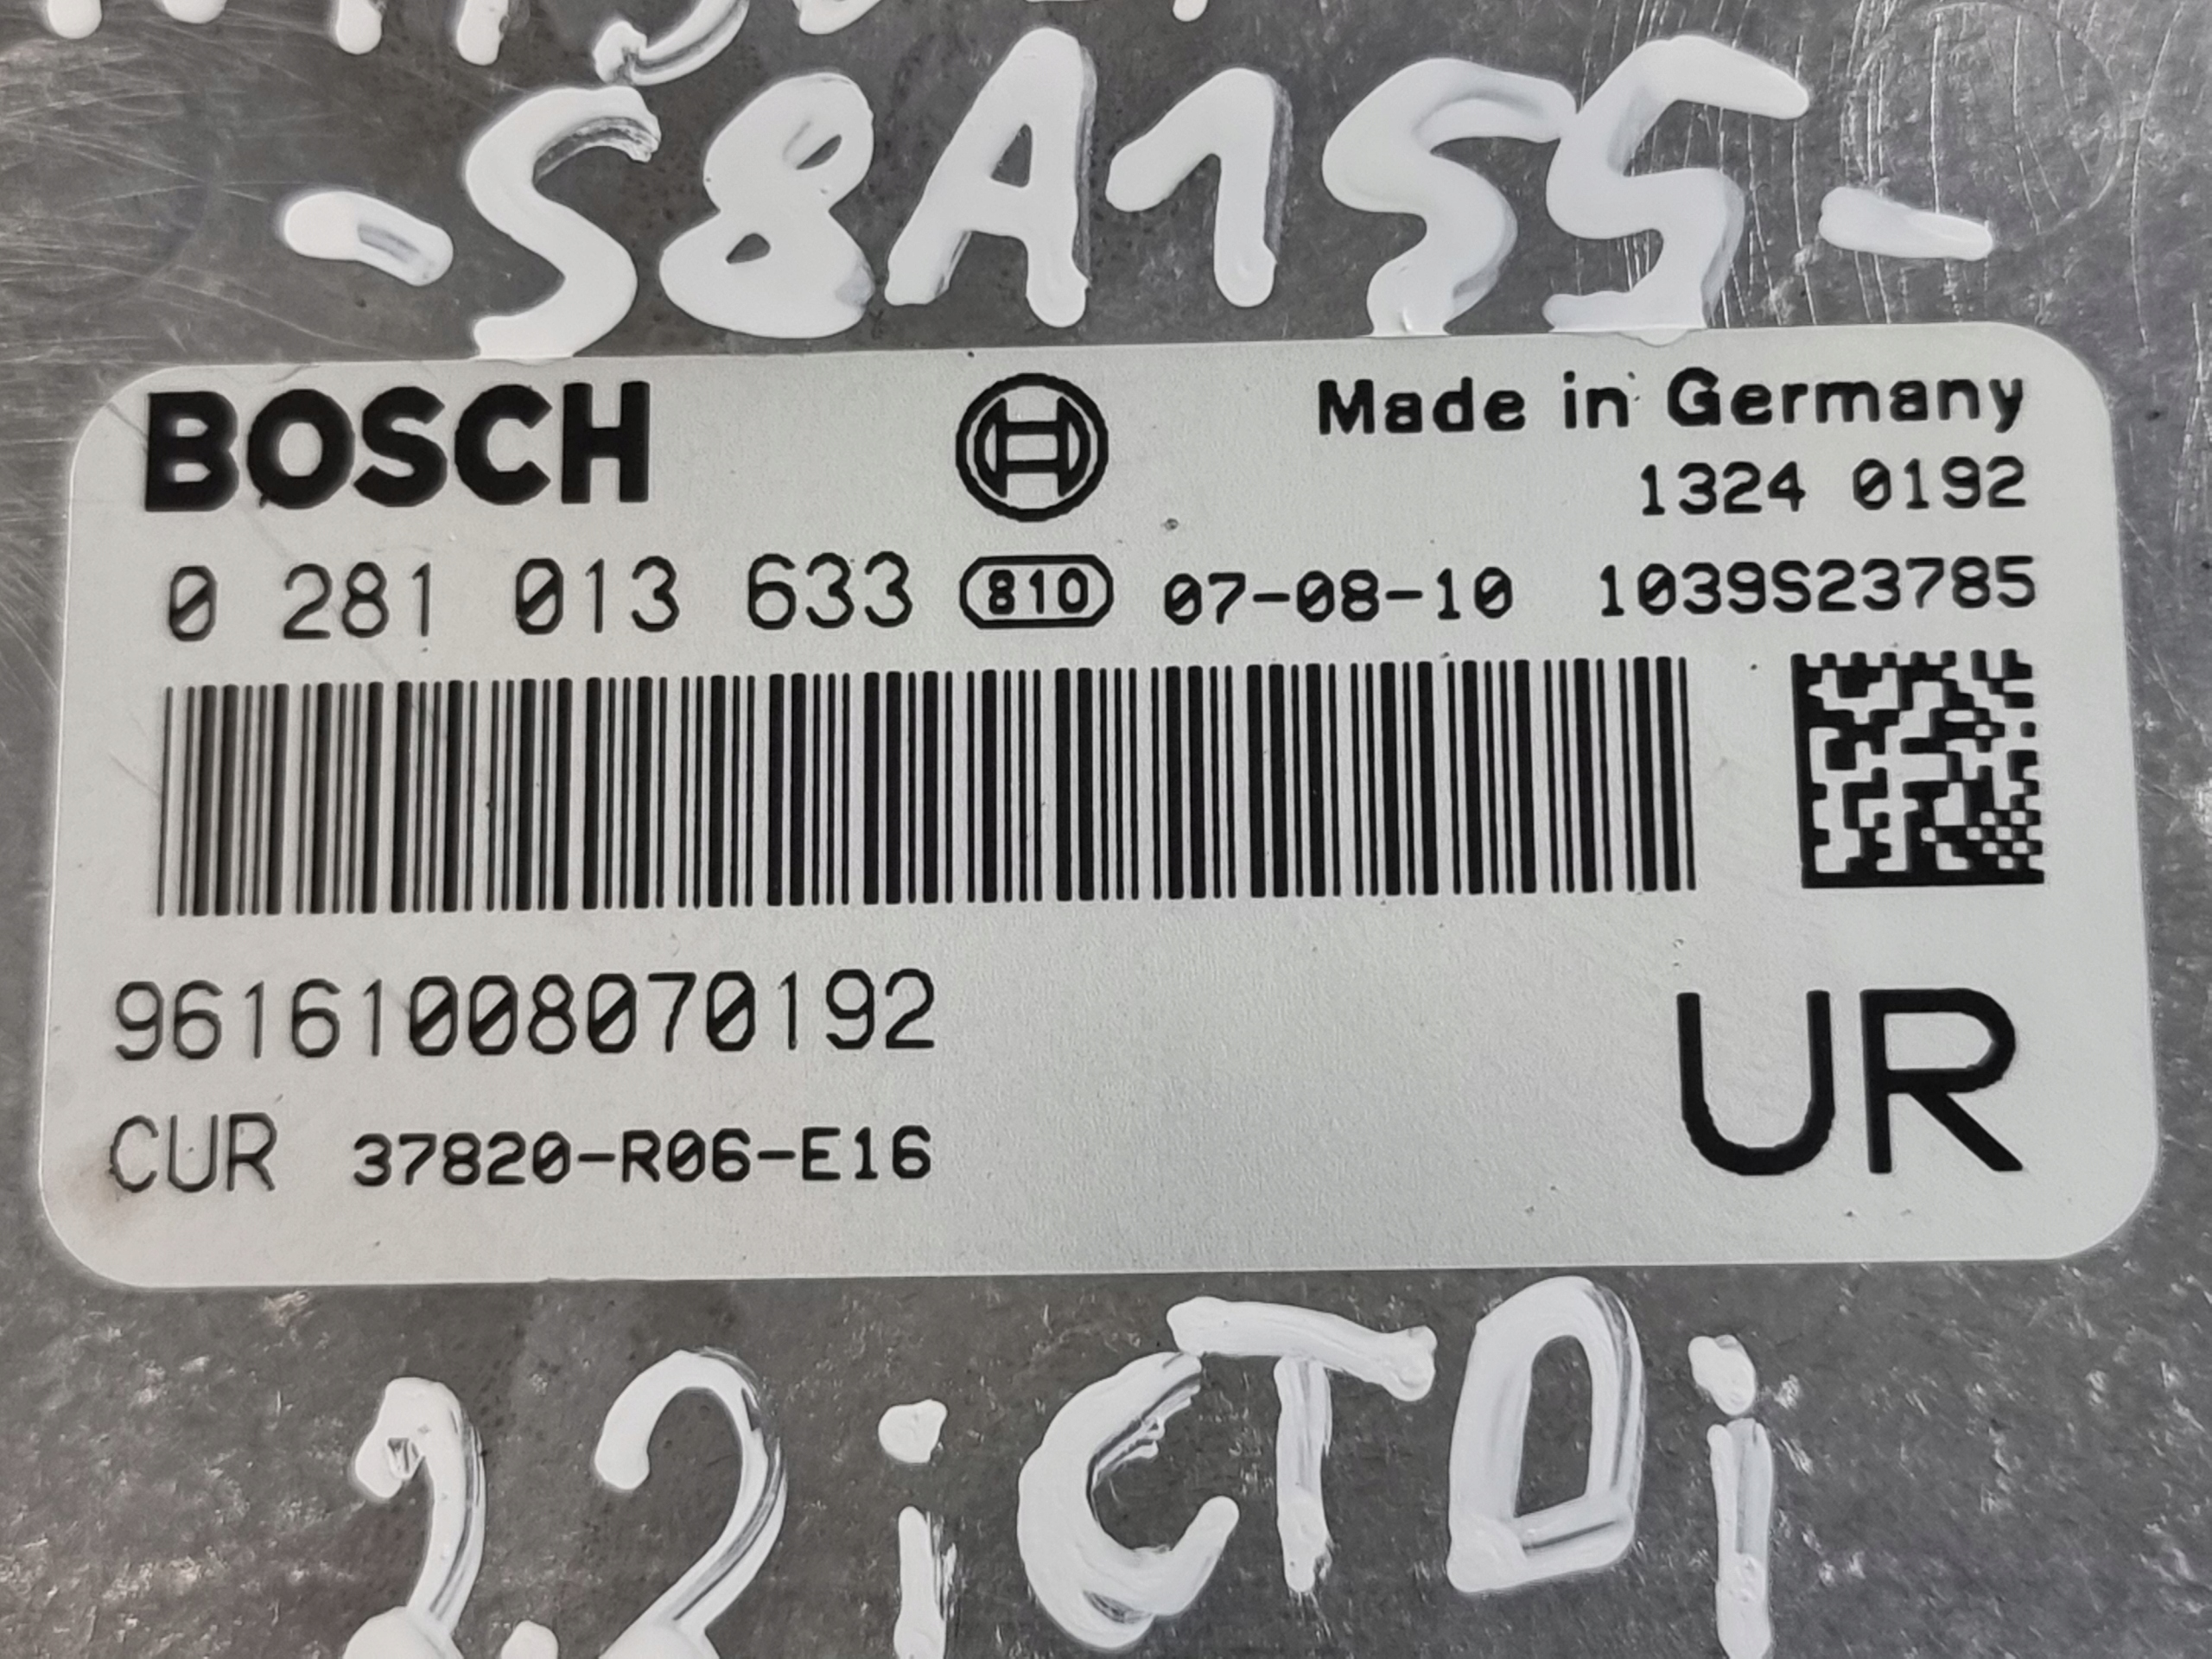 -S8A155-
BOSCH Made in Germany
1324 0192
0 281 013 633 810 07-08-10 1039S23785
96161008070192
CUR 37820-R06-E16 UR
2.2 iCTDi